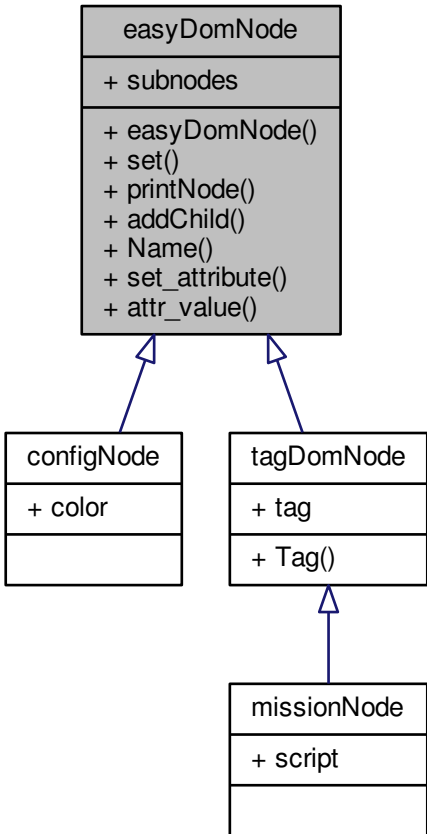 easyDomNode
+ subnodes
+ easyDomNode()
+ set()
+ printNode()
+ addChild()
+ Name()
+ set_attribute()
+ attr_value()
configNode
+ color
tagDomNode
+ tag
+ Tag()
missionNode
+ script